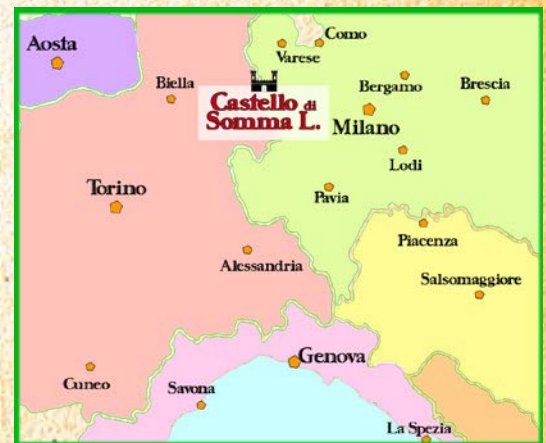 Como
Aosta
Varese
Biella
Bergamo
Brescia
Castello di
Somma L.
Milano
Lodi
Torino
Pavia
Piacenza
Alessandria
Salsomaggiore
Genova
Cuneo
Savona
La Spezia